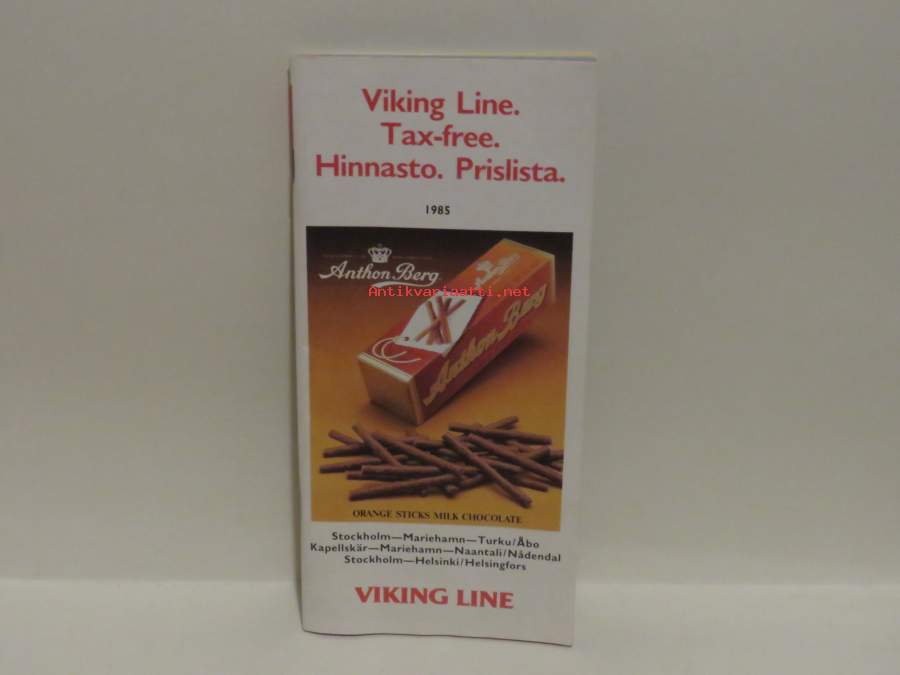 Viking Line.
Tax-free.
Hinnasto. Prislista.
1985
Anthon Berg
Antikvariaatti.net
Anthon Berg
ORANGE STICKS MILK CHOCOLATE
Stockholm—Mariehamn—Turku/Åbo
Kapellskär—Mariehamn—Naantali/Nådendal
Stockholm—Helsinki/Helsingfors
VIKING LINE